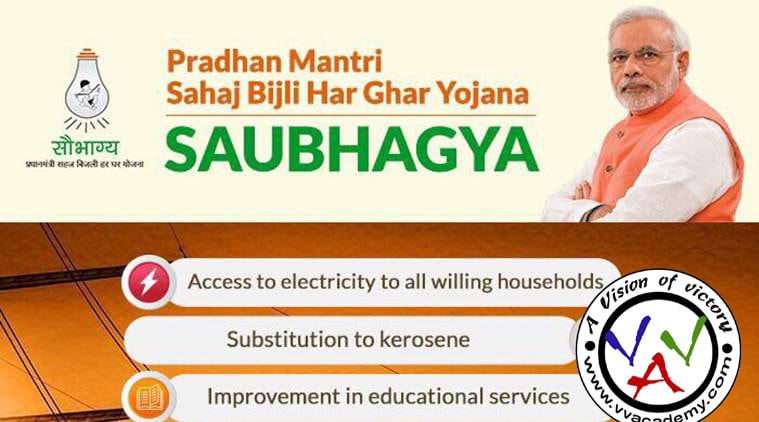 Pradhan Mantri
Sahaj Bijli Har Ghar Yojana
SAUBHAGYA
सौभाग्य
प्रधानमंत्री सहज बिजली हर घर योजना
Access to electricity to all willing households
Substitution to kerosene
Improvement in educational services
A Vision of victory
VAV
www.vvacademy.com